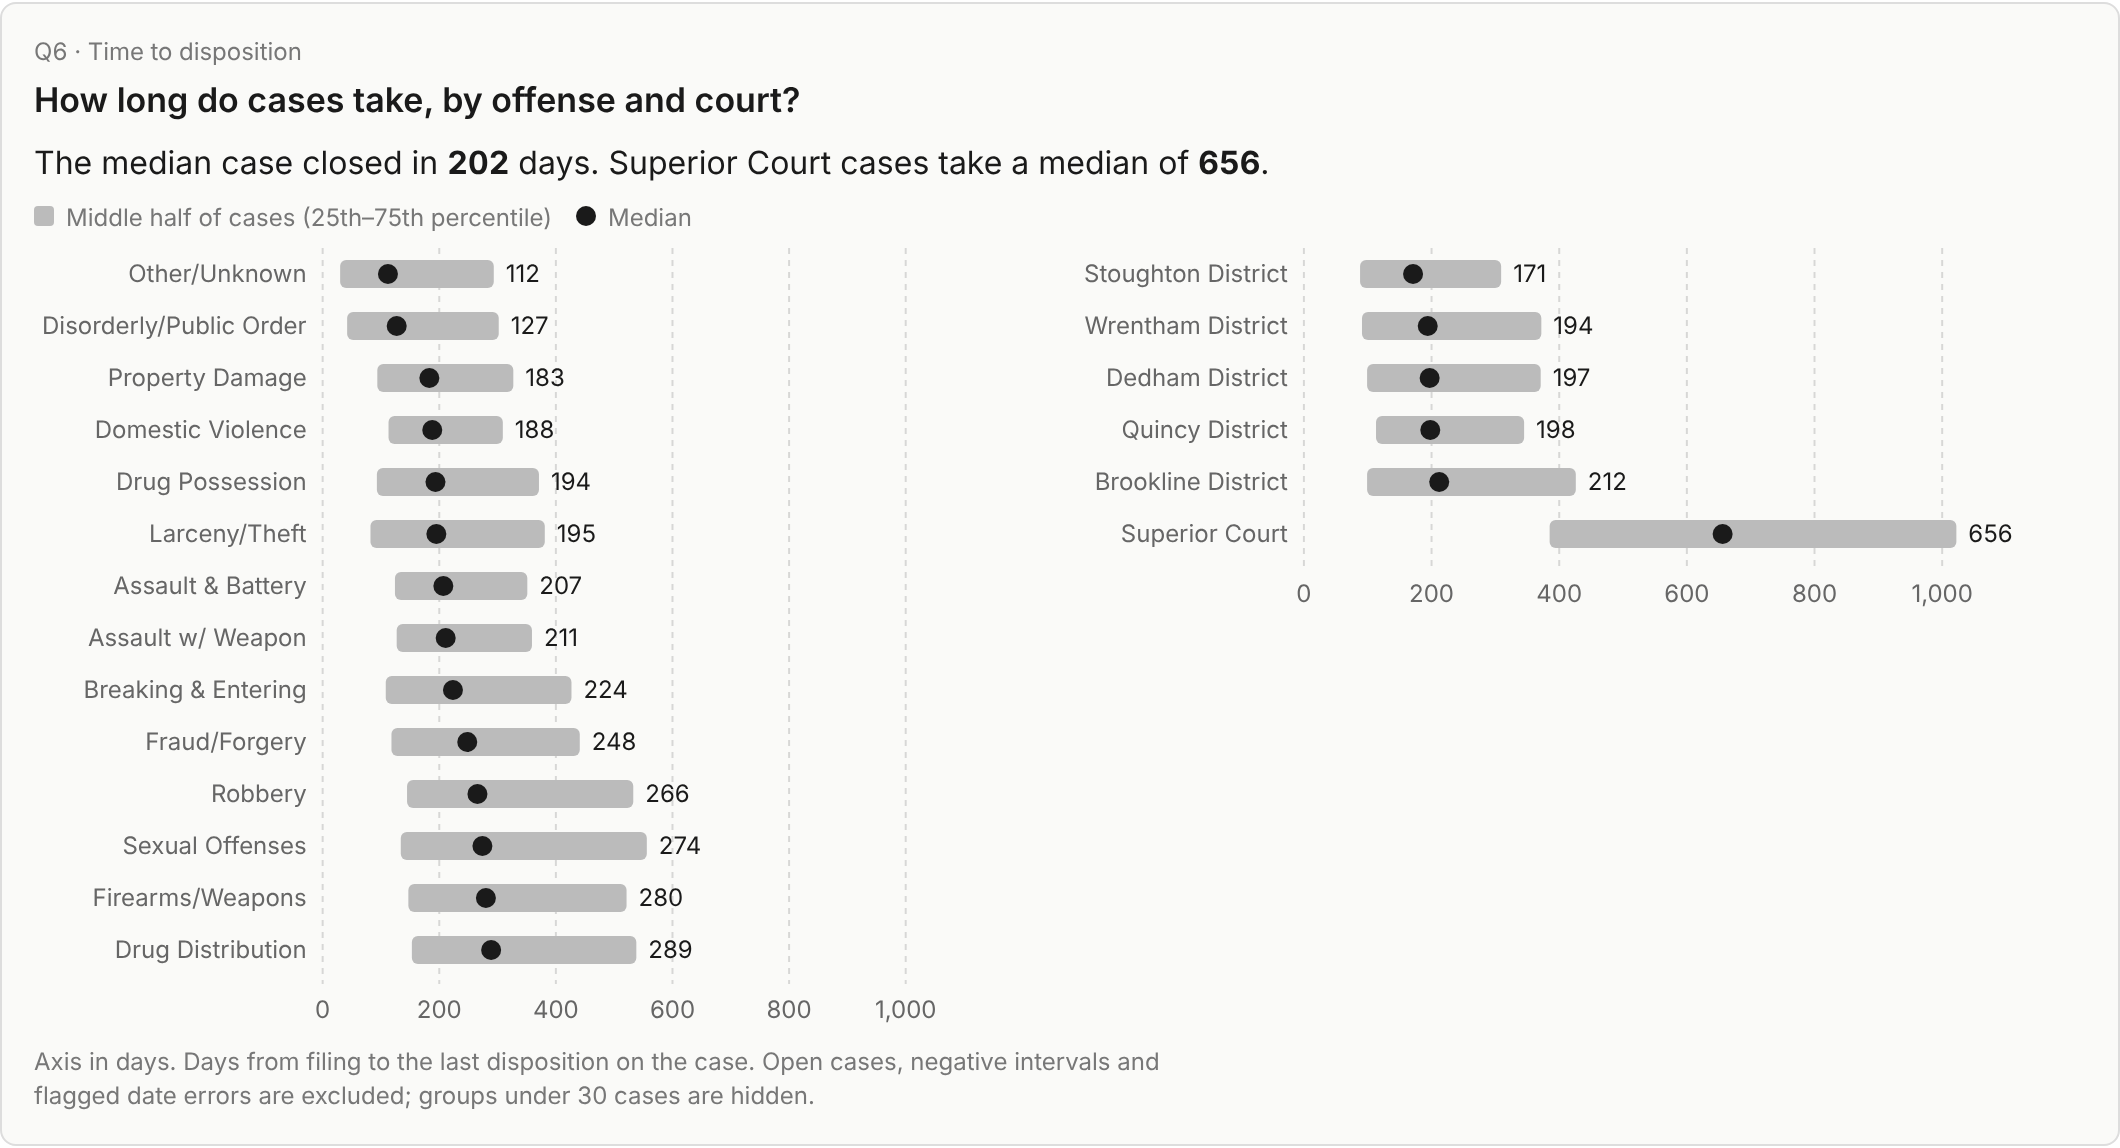 Q6 · Time to disposition
How long do cases take, by offense and court?
The median case closed in 202 days. Superior Court cases take a median of 656.
Middle half of cases (25th–75th percentile) Median
Other/Unknown 112
Disorderly/Public Order 127
Property Damage 183
Domestic Violence 188
Drug Possession 194
Larceny/Theft 195
Assault & Battery 207
Assault w/ Weapon 211
Breaking & Entering 224
Fraud/Forgery 248
Robbery 266
Sexual Offenses 274
Firearms/Weapons 280
Drug Distribution 289
0 200 400 600 800 1,000
Stoughton District 171
Wrentham District 194
Dedham District 197
Quincy District 198
Brookline District 212
Superior Court 656
0 200 400 600 800 1,000
Axis in days. Days from filing to the last disposition on the case. Open cases, negative intervals and
flagged date errors are excluded; groups under 30 cases are hidden.